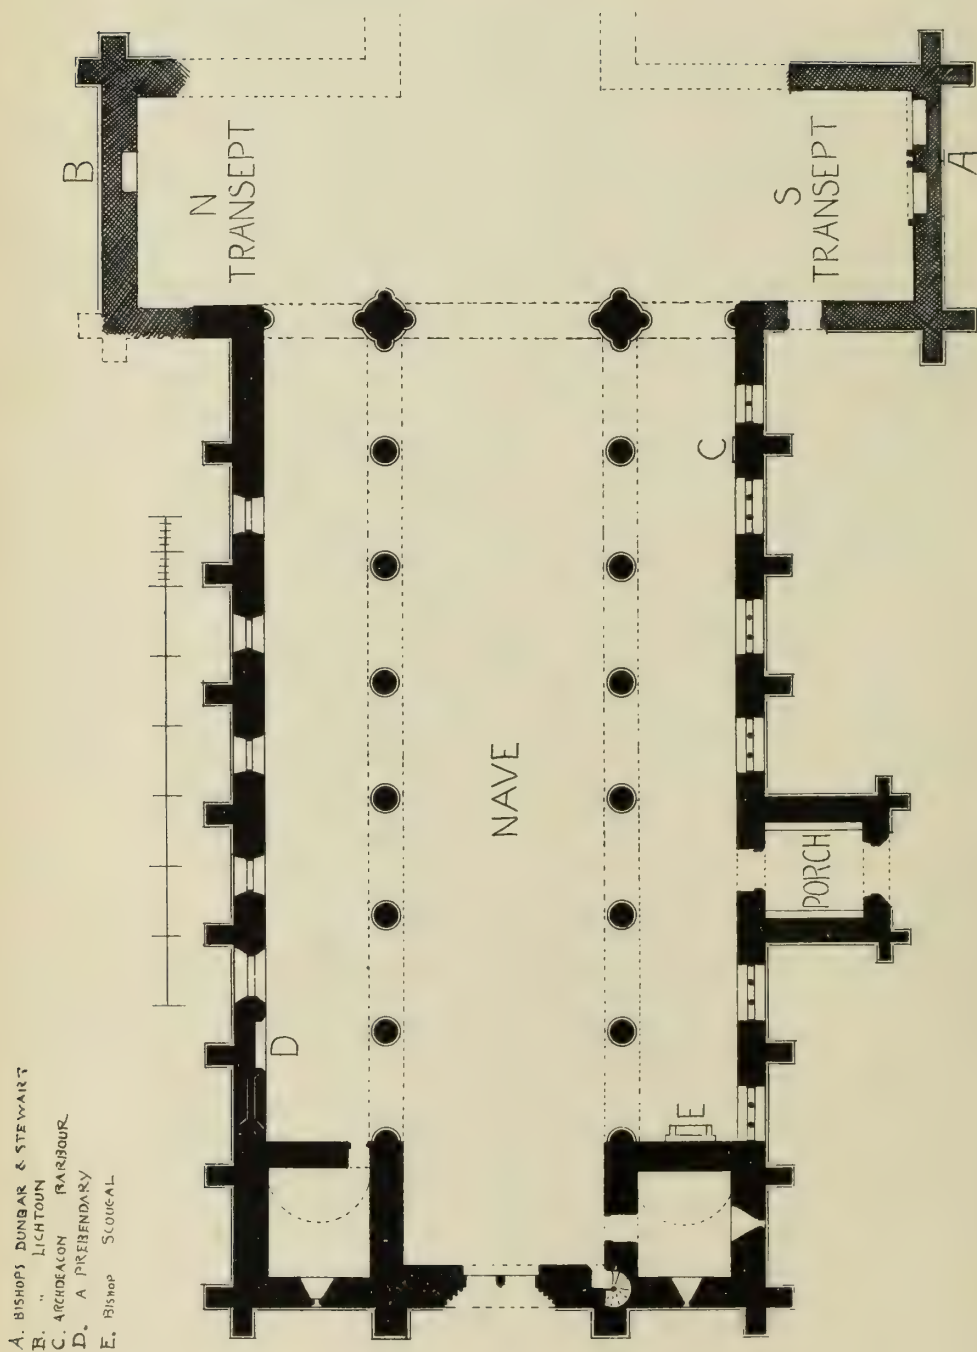 A. BISHOPS DUNBAR & STEWART
B. " LICHTOUN
C. ARCHDEACON BARBOUR
D. A PREBENDARY
E. BISHOP SCOUGAL
B
N
TRANSEPT
S
TRANSEPT
A
C
NAVE
PORCH
D
E